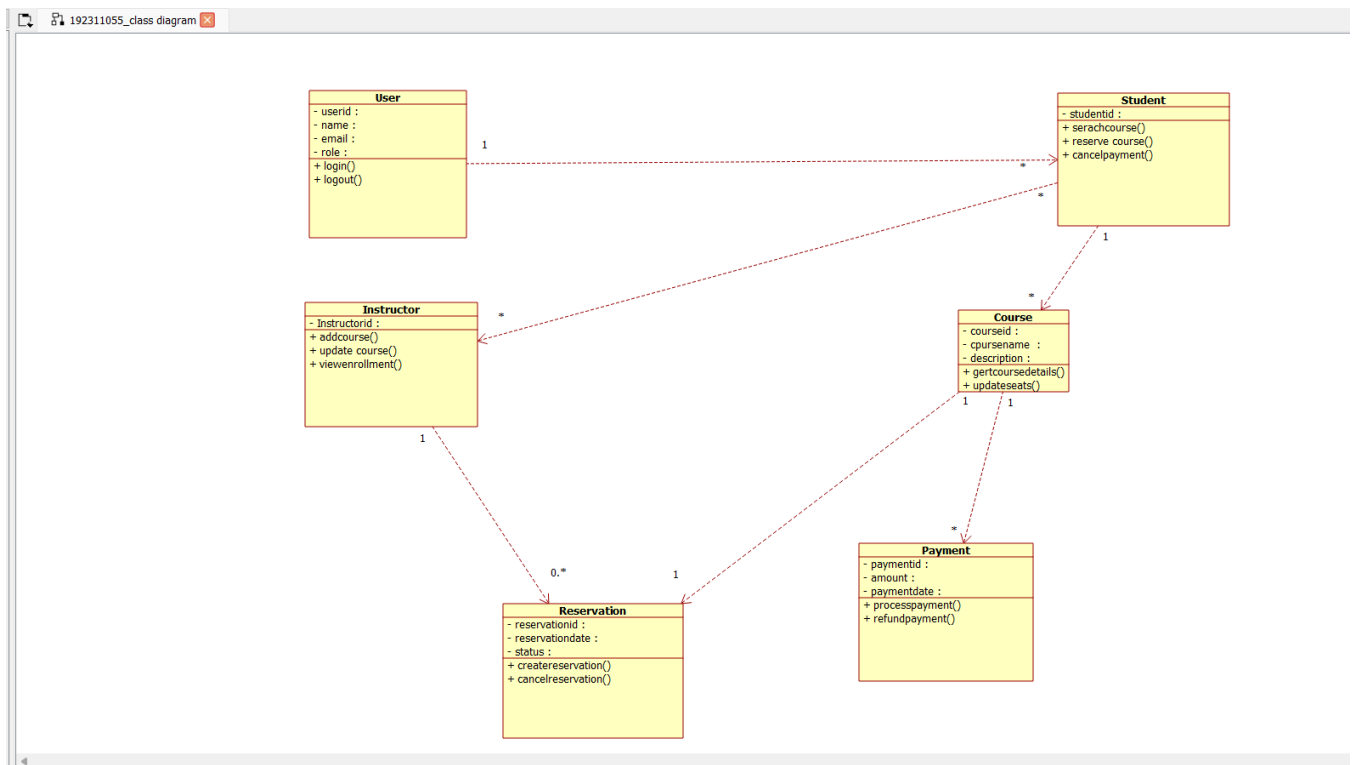 192311055_class diagram
User
- userid :
- name :
- email :
- role :
+ login()
+ logout()
1
*
Student
- studentid :
+ serachcourse()
+ reserve course()
+ cancelpayment()
*
1
Instructor
- Instructorid :
+ addcourse()
+ update course()
+ viewenrollment()
*
1
*
Course
- courseid :
- cpursename :
- description :
+ gertcoursedetails()
+ updateseats()
1
1
0.*
1
*
Reservation
- reservationid :
- reservationdate :
- status :
+ createreservation()
+ cancelreservation()
Payment
- paymentid :
- amount :
- paymentdate :
+ processpayment()
+ refundpayment()